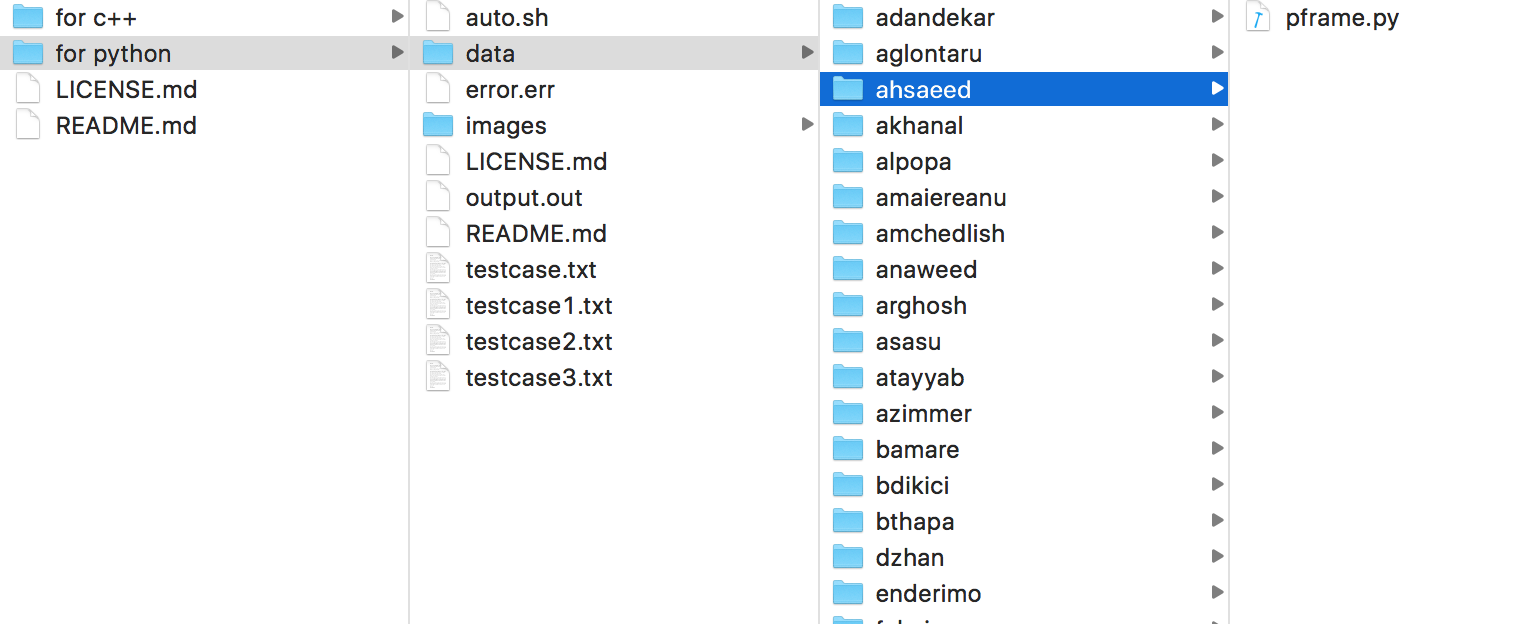 for c++
for python
LICENSE.md
README.md
auto.sh
data
error.err
images
LICENSE.md
output.out
README.md
testcase.txt
testcase1.txt
testcase2.txt
testcase3.txt
adandekar
aglontaru
ahsaeed
akhanal
alpopa
amaiereanu
amchedlish
anaweed
arghosh
asasu
atayyab
azimmer
bamare
bdikici
bthapa
dzhan
enderimo
pframe.py